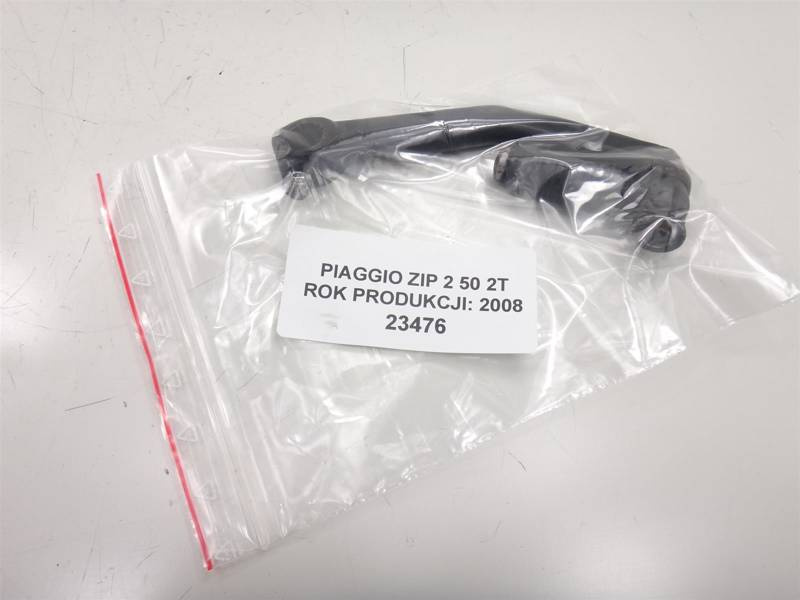 PIAGGIO ZIP 2 50 2T
ROK PRODUKCJI: 2008
23476